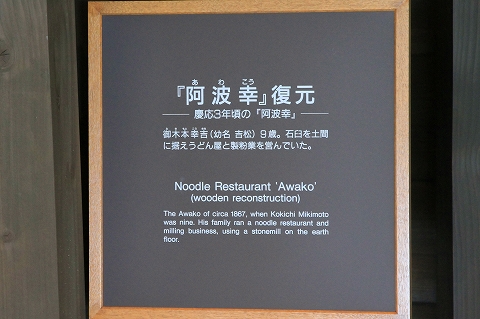 あ わ こう
『阿波幸』復元
慶応3年頃の「阿波幸」
御木本幸吉(幼名 吉松) 9歳。石臼を土間
に据えうどん屋と製粉業を営んでいた。
Noodle Restaurant 'Awako'
(wooden reconstruction)
The Awako of circa 1867, when Kokichi Mikimoto
was nine. His family ran a noodle restaurant and
milling business, using a stonemill on the earth
floor.